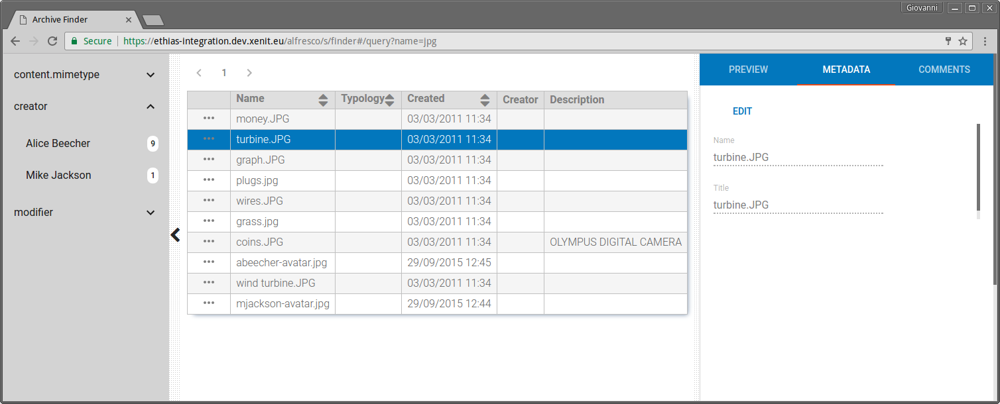 Giovanni
Archive Finder
Secure https://ethias-integration.dev.xenit.eu/alfresco/s/finder#/query?name=jpg
content.mimetype
creator
Alice Beecher 9
Mike Jackson 1
modifier
1
Name Typology Created Creator Description
money.JPG 03/03/2011 11:34
turbine.JPG 03/03/2011 11:34
graph.JPG 03/03/2011 11:34
plugs.jpg 03/03/2011 11:34
wires.JPG 03/03/2011 11:34
grass.jpg 03/03/2011 11:34
coins.JPG 03/03/2011 11:34 OLYMPUS DIGITAL CAMERA
abeecher-avatar.jpg 29/09/2015 12:45
wind turbine.JPG 03/03/2011 11:34
mjackson-avatar.jpg 29/09/2015 12:44
PREVIEW METADATA COMMENTS
EDIT
Name
turbine.JPG
Title
turbine.JPG